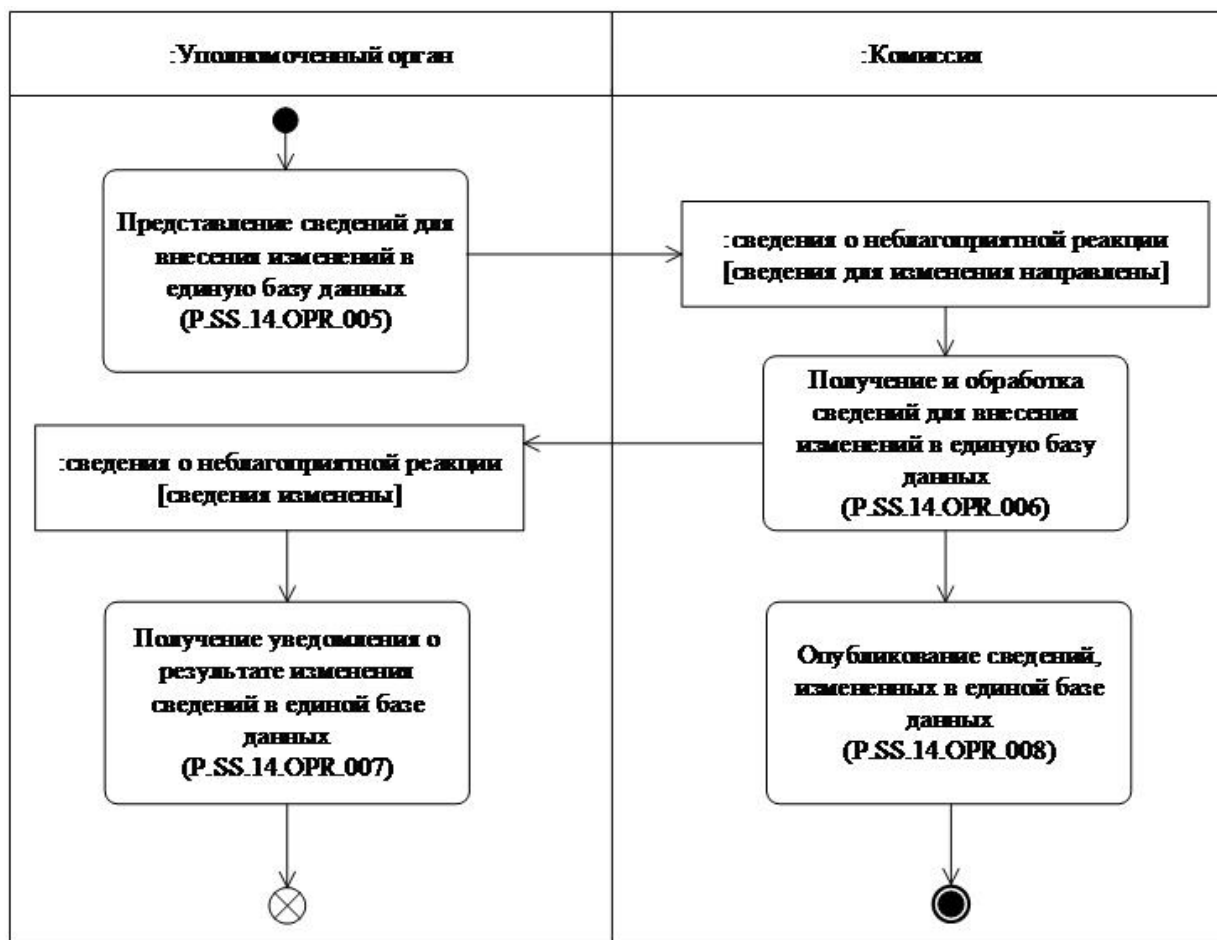 :Уполномоченный орган
:Комиссия
Представление сведений для
внесения изменений в
единую базу данных
(P.SS.14.OPR.005)
:сведения о неблагоприятной реакции
[сведения для изменения направлены]
Получение и обработка
сведений для внесения
изменений в единую базу
данных
(P.SS.14.OPR.006)
:сведения о неблагоприятной реакции
[сведения изменены]
Получение уведомления о
результате изменения
сведений в единой базе
данных
(P.SS.14.OPR.007)
Опубликование сведений,
измененных в единой базе
данных
(P.SS.14.OPR.008)